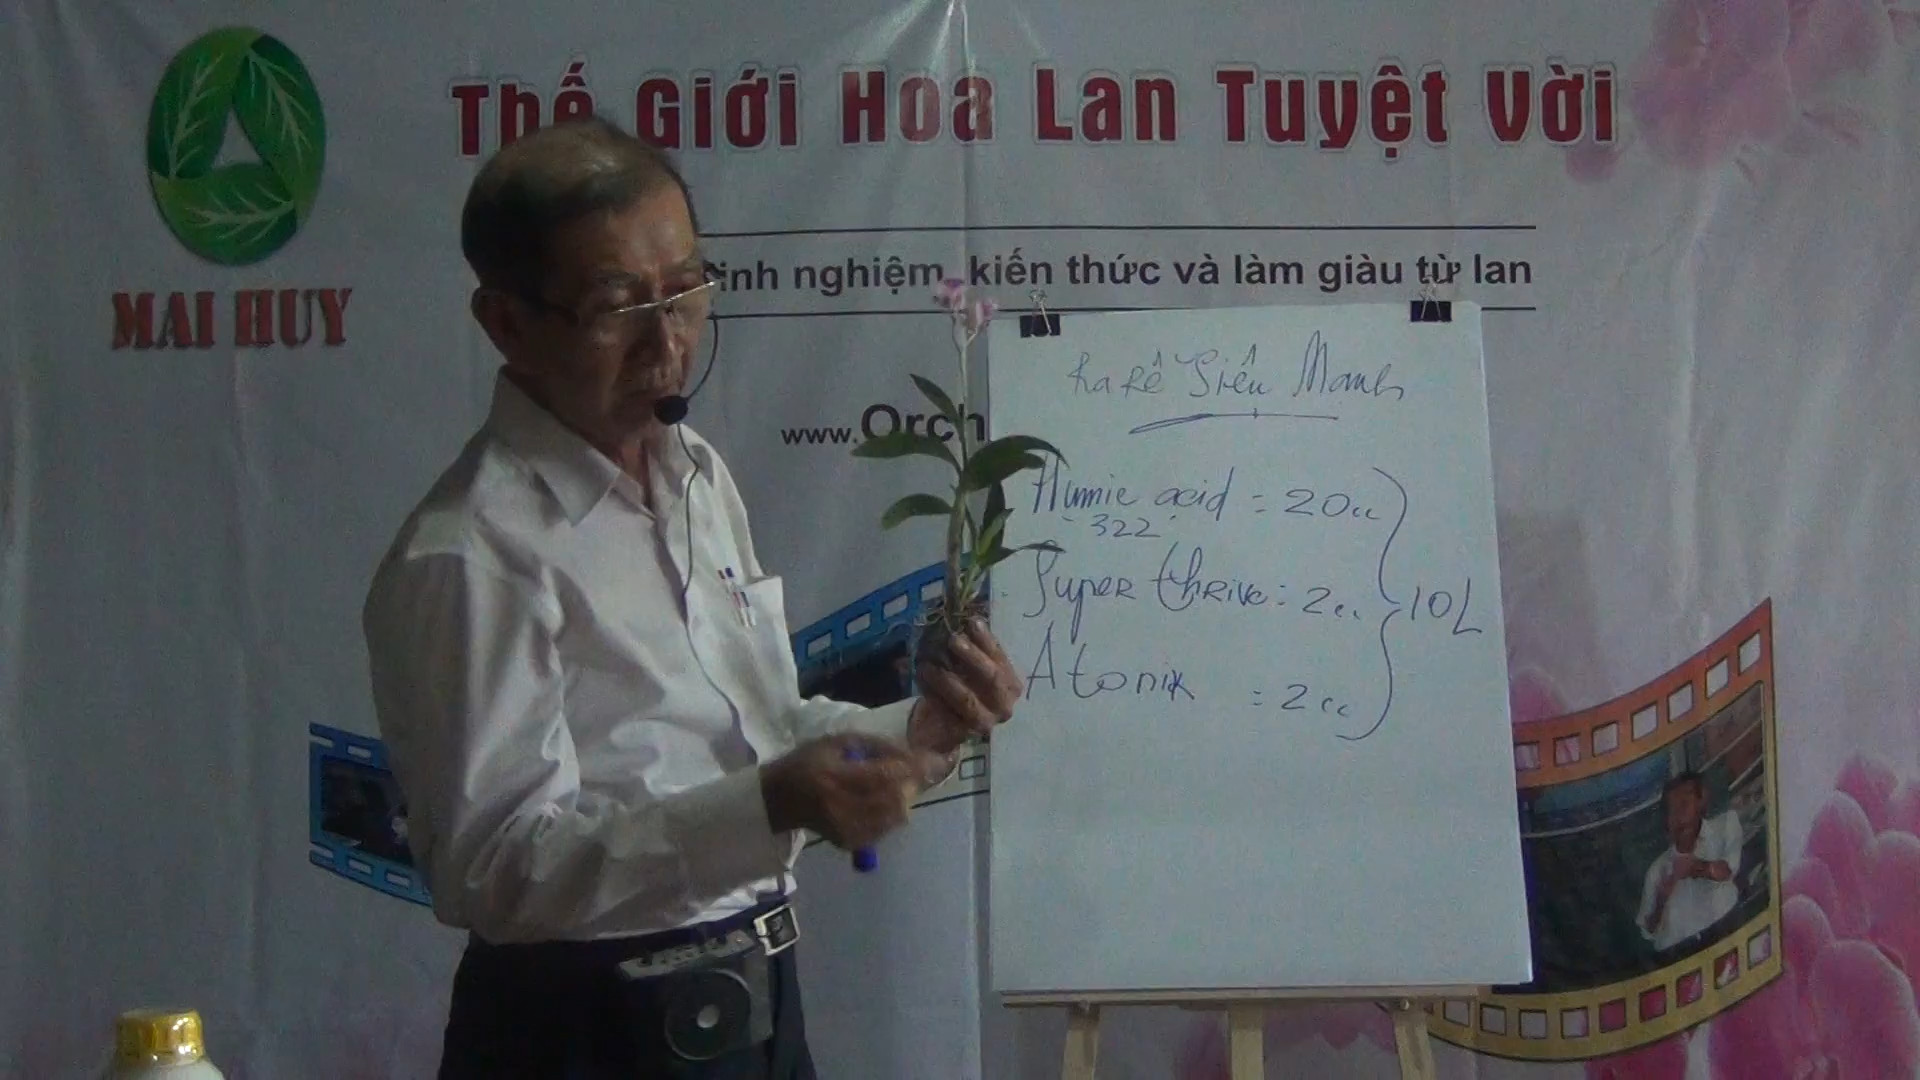 Thế Giới Hoa Lan Tuyệt Vời
MAI HUY
inh nghiệm, kiến thức và làm giàu từ lan
www.Orch
Ra Rễ Siêu Mạnh
Humic acid = 20cc
322
Super thrive: 2cc
10L
Atonik : 2cc